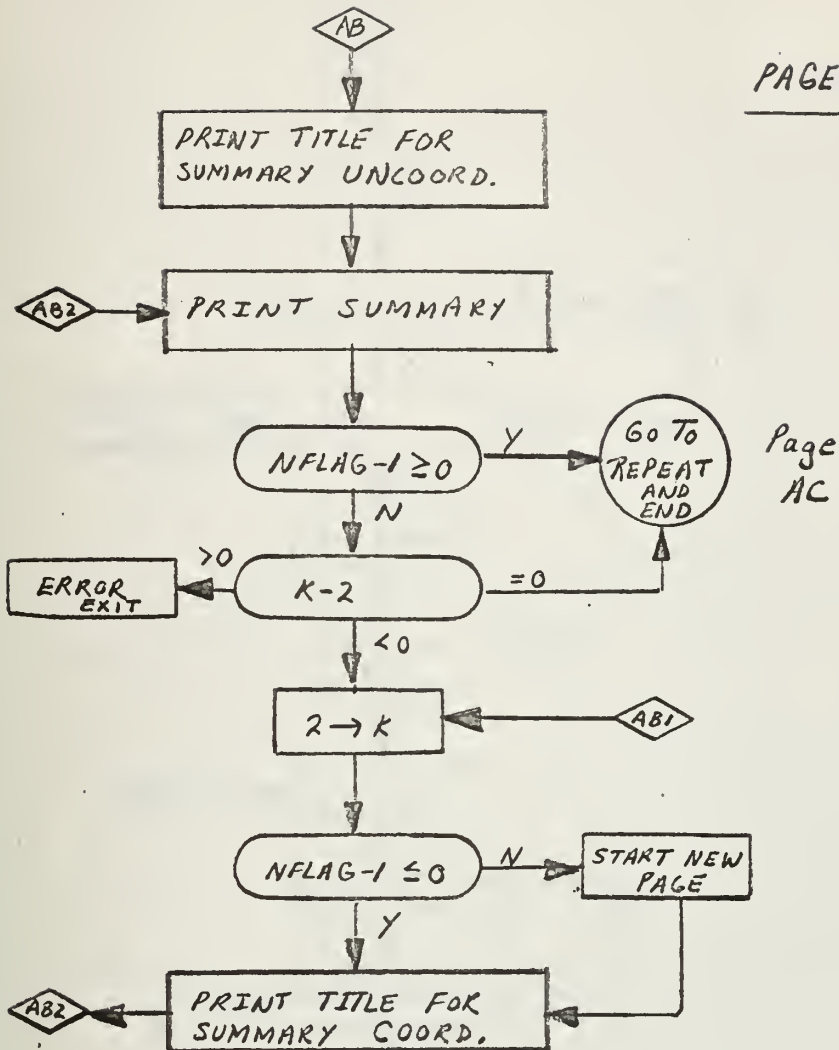 AB
PAGE
PRINT TITLE FOR
SUMMARY UNCOORD.
AB2
PRINT SUMMARY
NFLAG-1 ≥ 0
Y
GO TO
REPEAT
AND
END
Page
AC
N
>0
ERROR
EXIT
K-2
=0
<0
2 → K
AB1
NFLAG-1 ≤ 0
N
START NEW
PAGE
Y
AB2
PRINT TITLE FOR
SUMMARY COORD.